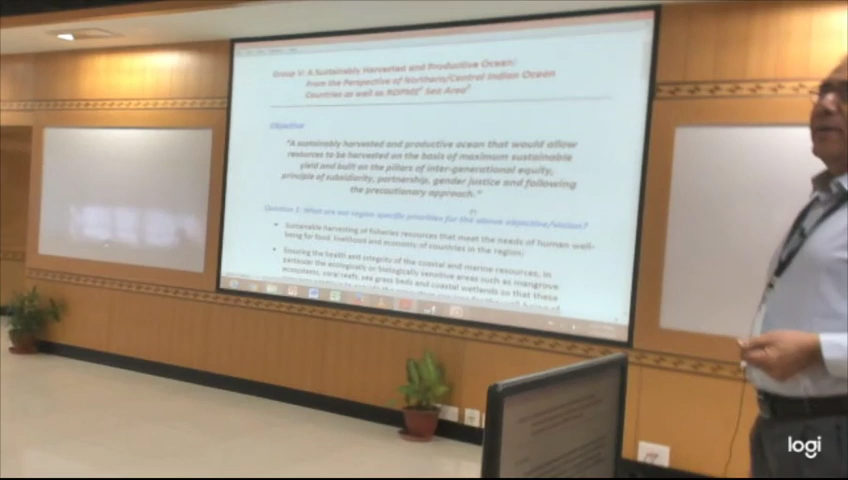 Group V: A Sustainably Harvested and Productive Ocean:
From the Perspective of Northern/Central Indian Ocean
Countries as well as Sea Area
Objective
"A sustainably harvested and productive ocean that would allow
resources to be harvested on the basis of maximum sustainable
yield and built on the pillars of inter-generational equity,
principle of subsidiarity, partnership, gender justice and following
the precautionary approach."
Question 1: What are our region specific priorities for the above objective/vision?
• Sustainable harvesting of fisheries resources that meet the needs of human well-
being for food, livelihood and economy of countries in the region;
• Ensuring the health and integrity of the coastal and marine resources, in
particular the ecologically or biologically sensitive areas such as mangrove
ecosystems, coral reefs, sea grass beds and coastal wetlands so that these
logi